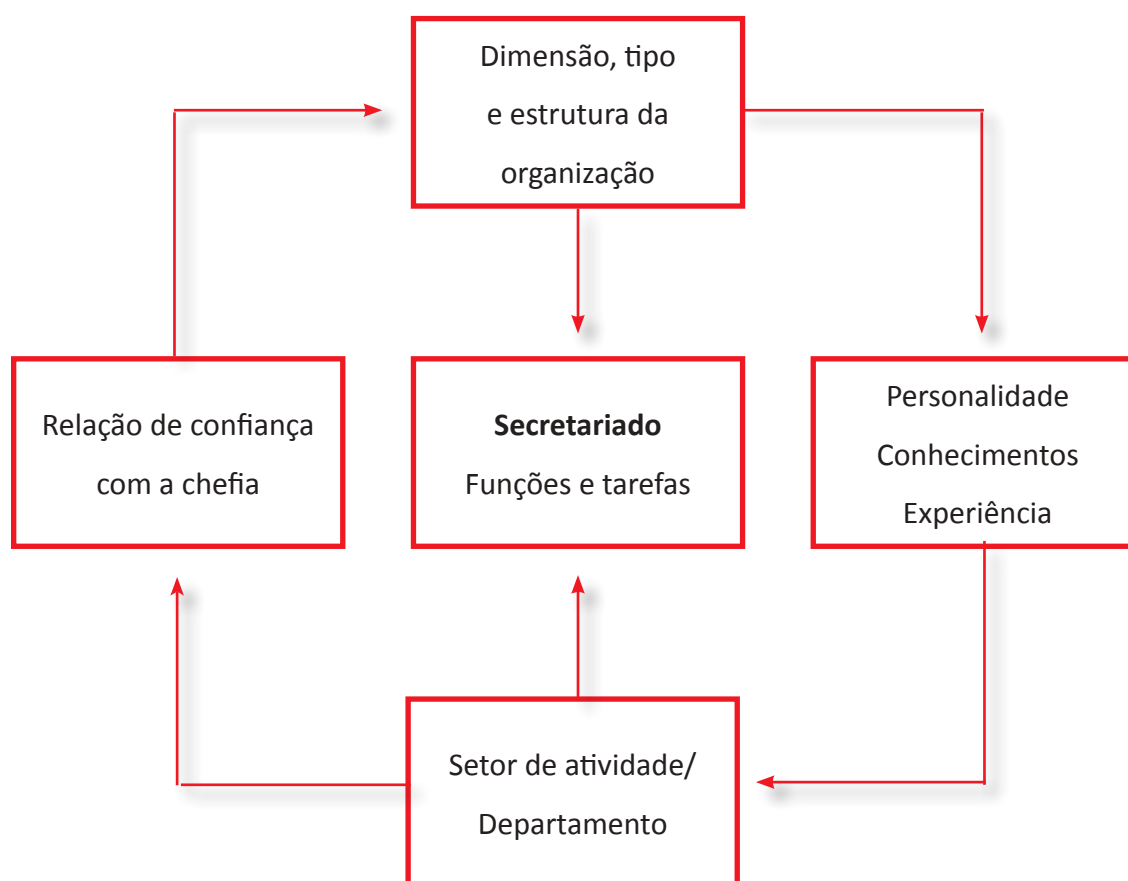 Dimensão, tipo
e estrutura da
organização
Relação de confiança
com a chefia
Secretariado
Funções e tarefas
Personalidade
Conhecimentos
Experiência
Setor de atividade/
Departamento